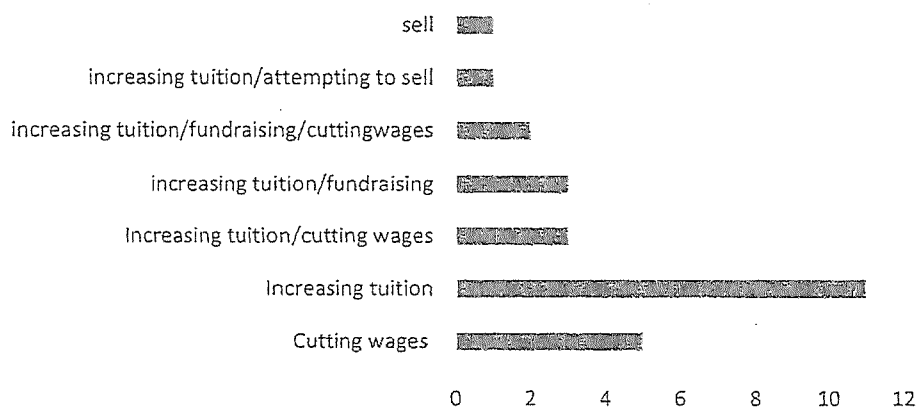 sell
increasing tuition/attempting to sell
increasing tuition/fundraising/cuttingwages
increasing tuition/fundraising
Increasing tuition/cutting wages
Increasing tuition
Cutting wages
0 2 4 6 8 10 12